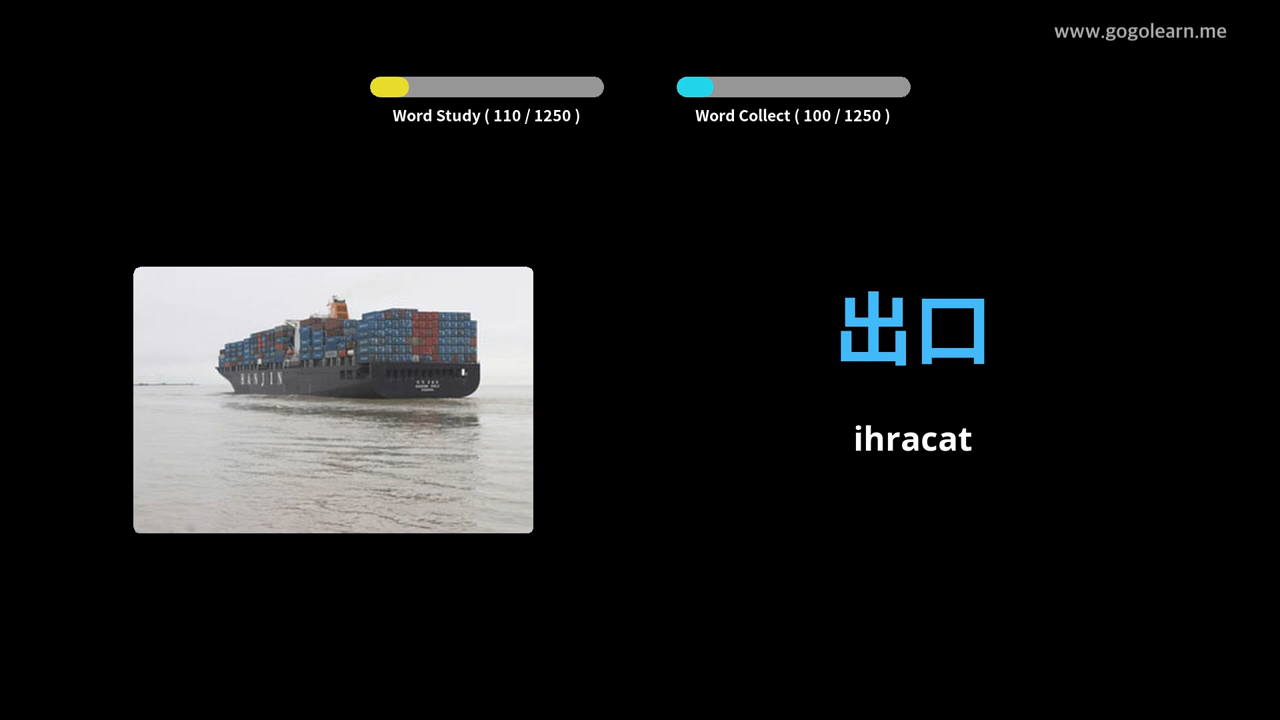 www.gogolearn.me
Word Study ( 110 / 1250 )
Word Collect ( 100 / 1250 )
出口
ihracat
HANJIN